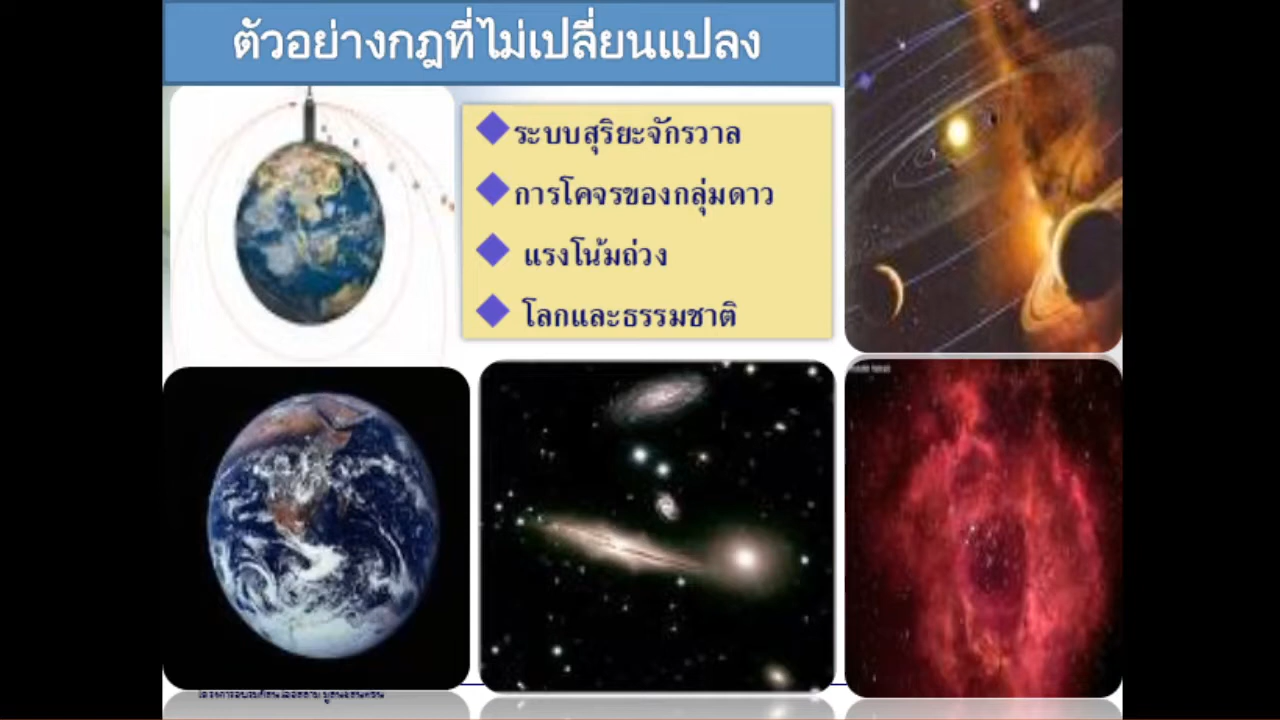 ตัวอย่างกฎที่ไม่เปลี่ยนแปลง
ระบบสุริยะจักรวาล
การโคจรของกลุ่มดาว
แรงโน้มถ่วง
โลกและธรรมชาติ